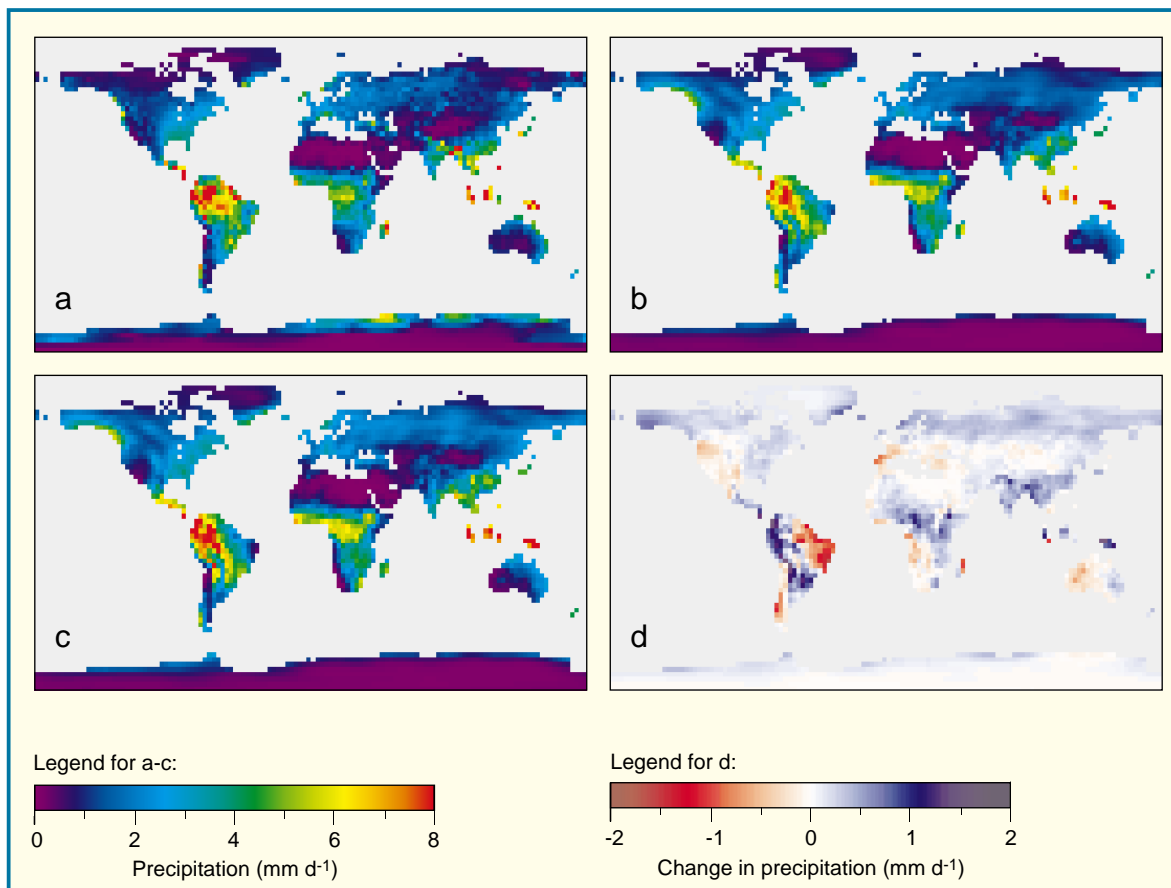 a
b
c
d
Legend for a-c:
0 2 4 6 8
Precipitation (mm d-1)
Legend for d:
-2 -1 0 1 2
Change in precipitation (mm d-1)